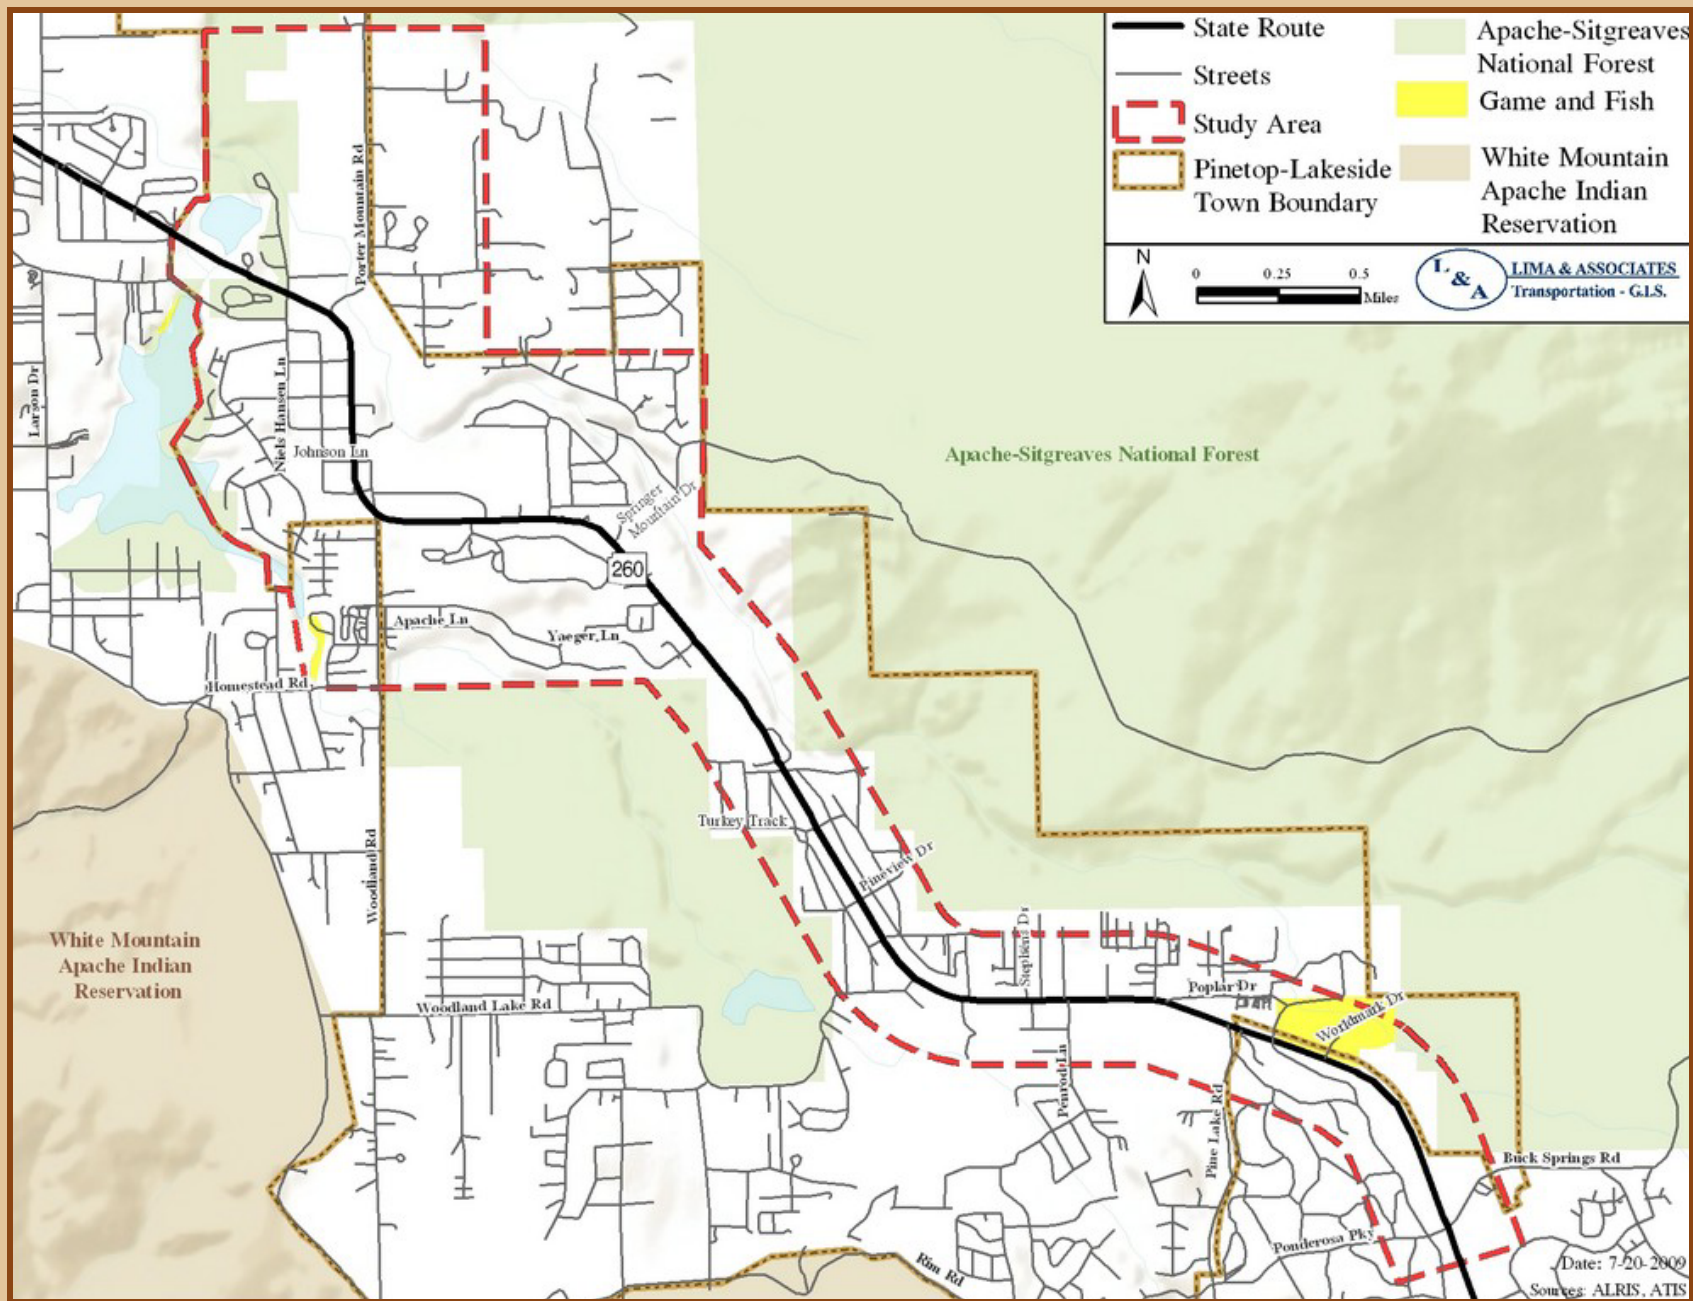 State Route
Streets
Study Area
Pinetop-Lakeside
Town Boundary
Apache-Sitgreaves
National Forest
Game and Fish
White Mountain
Apache Indian
Reservation
N
0 0.25 0.5
Miles
L & A
LIMA & ASSOCIATES
Transportation - G.I.S.
Porter Mountain Rd
Larson Dr
Niels Hansen Ln
Johnson Ln
Apache-Sitgreaves National Forest
Springer
Mountain Dr
260
Apache Ln
Yaeger Ln
Homestead Rd
Turkey Track
Pineview Dr
Woodland Rd
White Mountain
Apache Indian
Reservation
Stephens Dr
Woodland Lake Rd
Poplar Dr
Worldmark Dr
Penrod Ln
Pine Lake Rd
Buck Springs Rd
Ponderosa Pky
Rim Rd
Date: 7-20-2009
Sources: ALRIS, ATIS